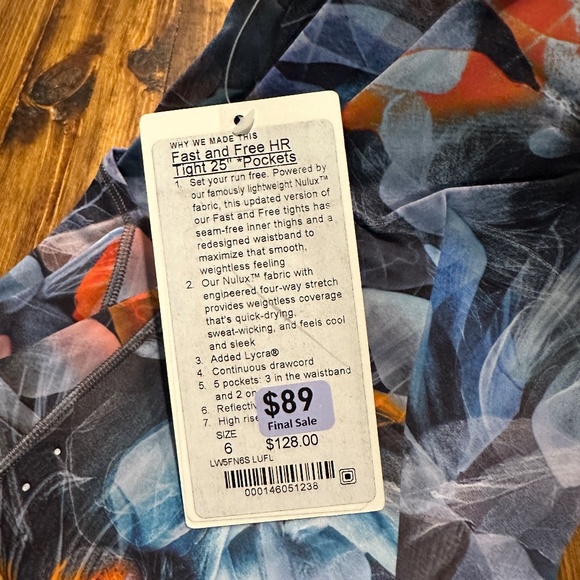 WHY WE MADE THIS
Fast and Free HR
Tight 25" *Pockets
1. Set your run free. Powered by
our famously lightweight Nulux™
fabric, this updated version of
our Fast and Free tights has
seam-free inner thighs and a
redesigned waistband to
maximize that smooth,
weightless feeling
2. Our Nulux™ fabric with
engineered four-way stretch
provides weightless coverage
that's quick-drying,
sweat-wicking, and feels cool
and sleek
3. Added Lycra®
4. Continuous drawcord
5. 5 pockets: 3 in the waistband
and 2 on
6. Reflectiv
7. High rise
$89
Final Sale
SIZE
6 $128.00
LW5FN6S LUFL
000146051238